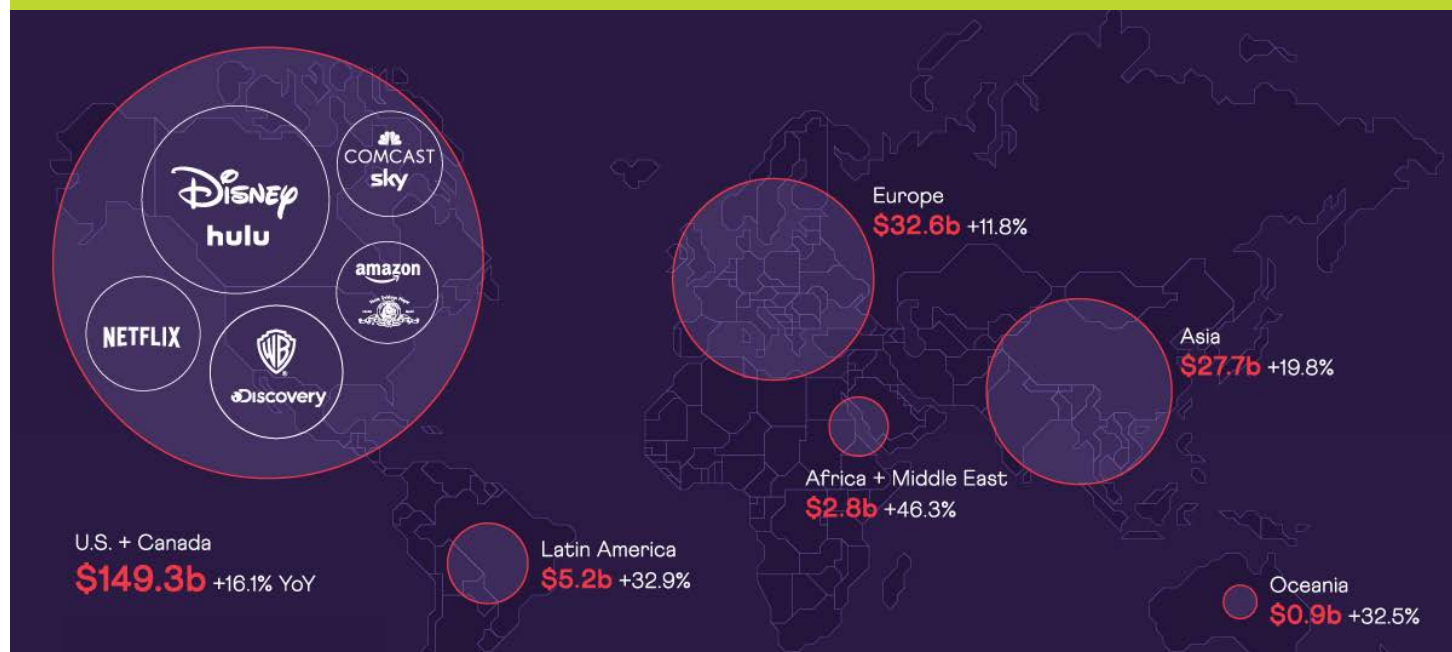 Disney
hulu
COMCAST
sky
amazon
NETFLIX
WB
Discovery
U.S. + Canada
$149.3b +16.1% YoY
Latin America
$5.2b +32.9%
Europe
$32.6b +11.8%
Africa + Middle East
$2.8b +46.3%
Asia
$27.7b +19.8%
Oceania
$0.9b +32.5%